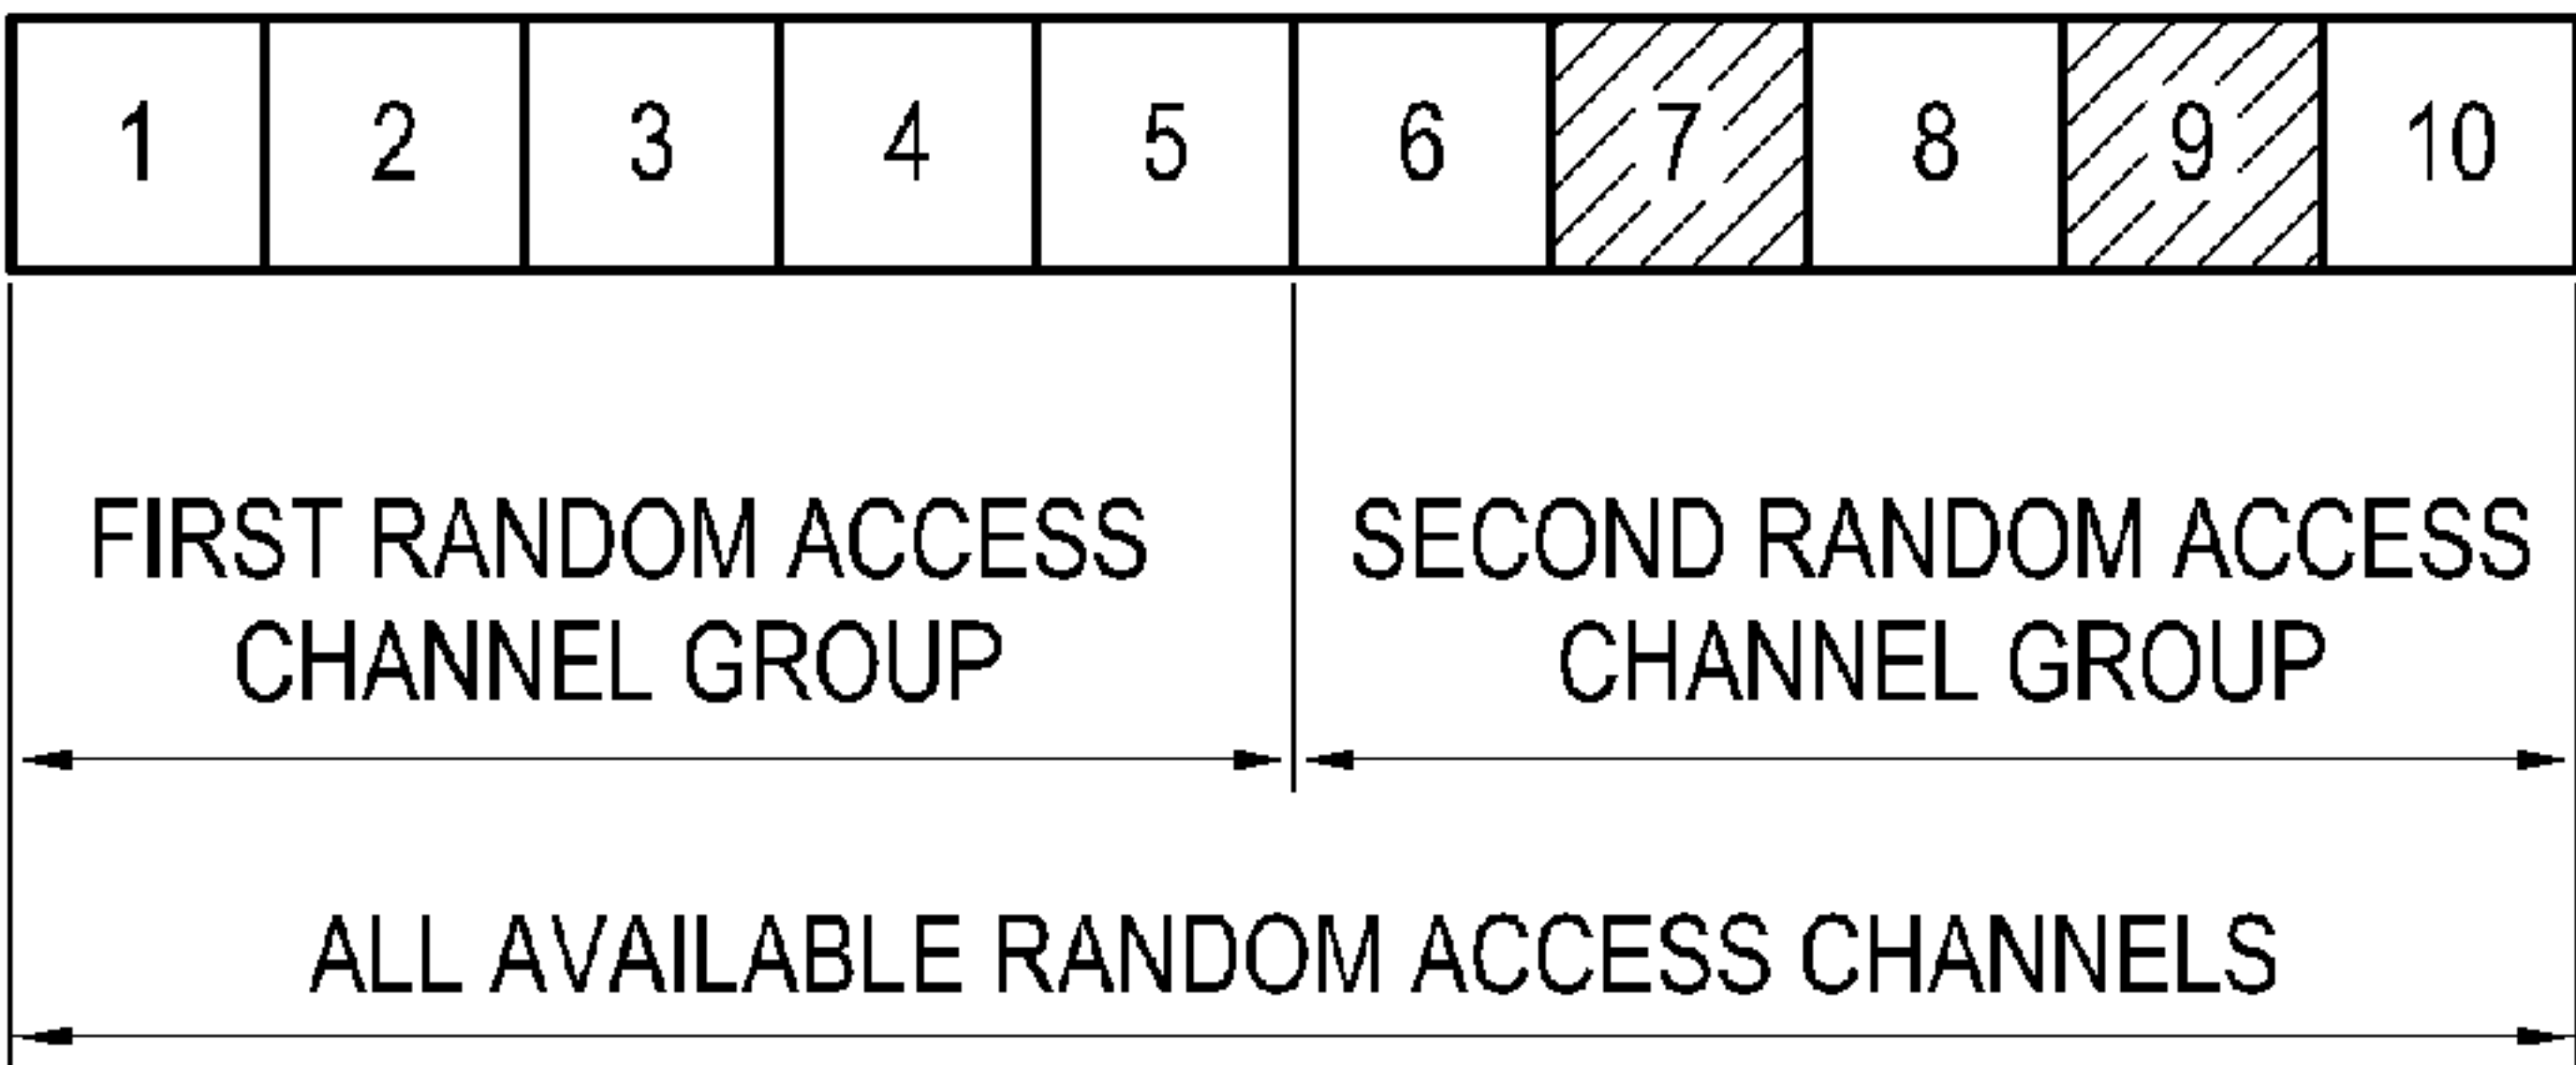 1 2 3 4 5 6 7 8 9 10
FIRST RANDOM ACCESS
CHANNEL GROUP
SECOND RANDOM ACCESS
CHANNEL GROUP
ALL AVAILABLE RANDOM ACCESS CHANNELS